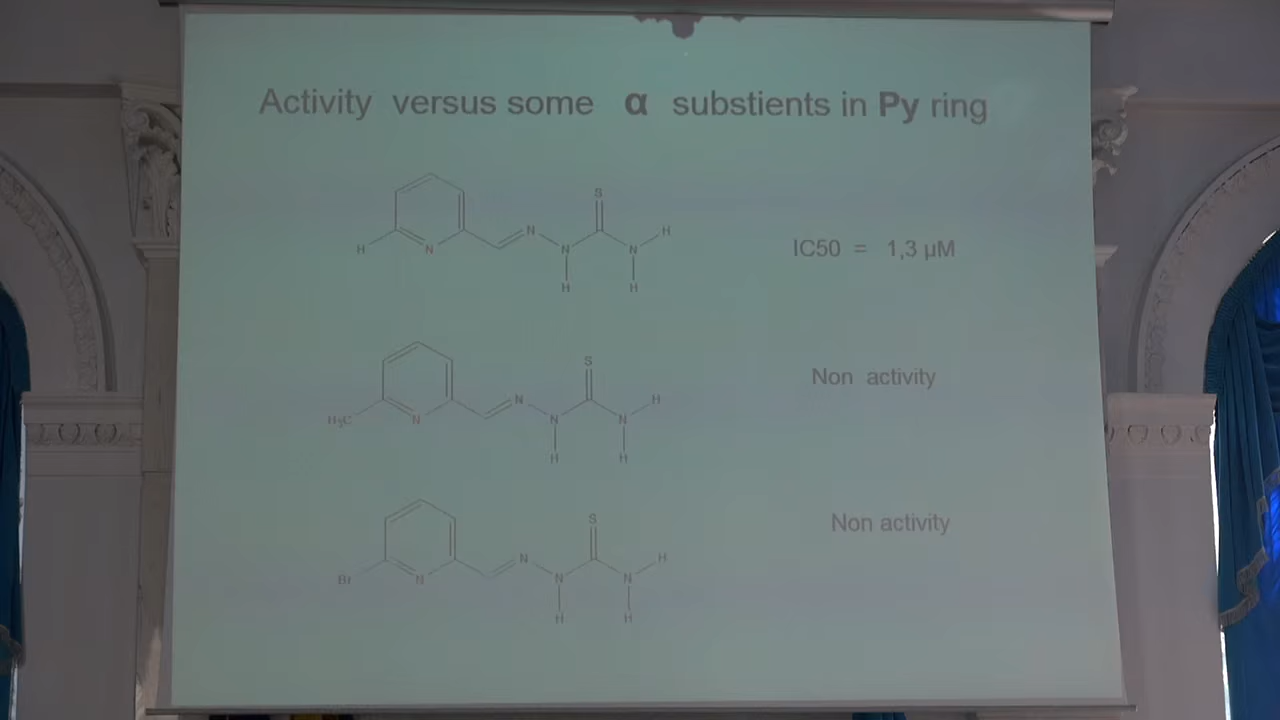 Activity versus some α substients in Py ring
S
H N N N N H
H H
IC50 = 1,3 µM
S
H₃C N N N N H
H H
Non activity
S
Br N N N N H
H H
Non activity